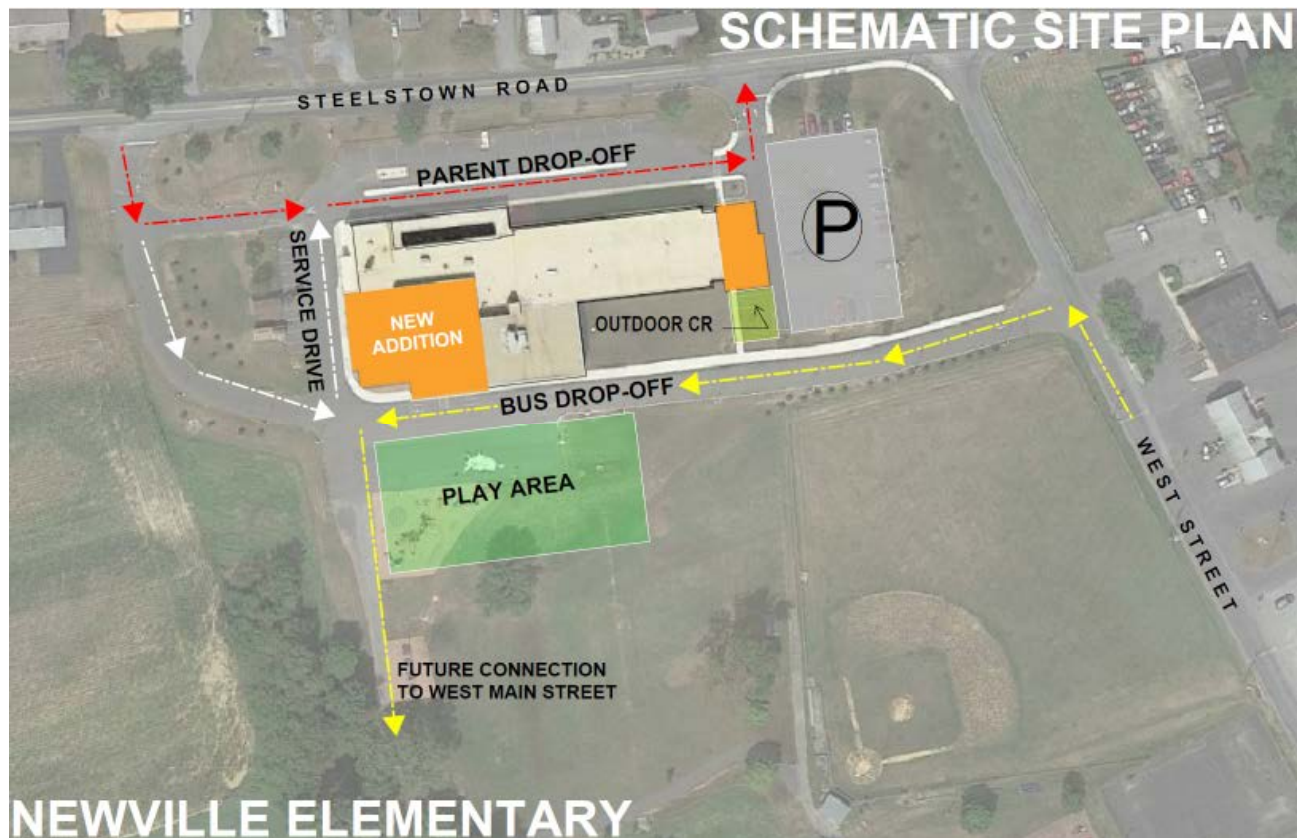 SCHEMATIC SITE PLAN
STEELSTOWN ROAD
PARENT DROP-OFF
P
SERVICE DRIVE
NEW
ADDITION
OUTDOOR CR
BUS DROP-OFF
PLAY AREA
WEST STREET
FUTURE CONNECTION
TO WEST MAIN STREET
NEWVILLE ELEMENTARY